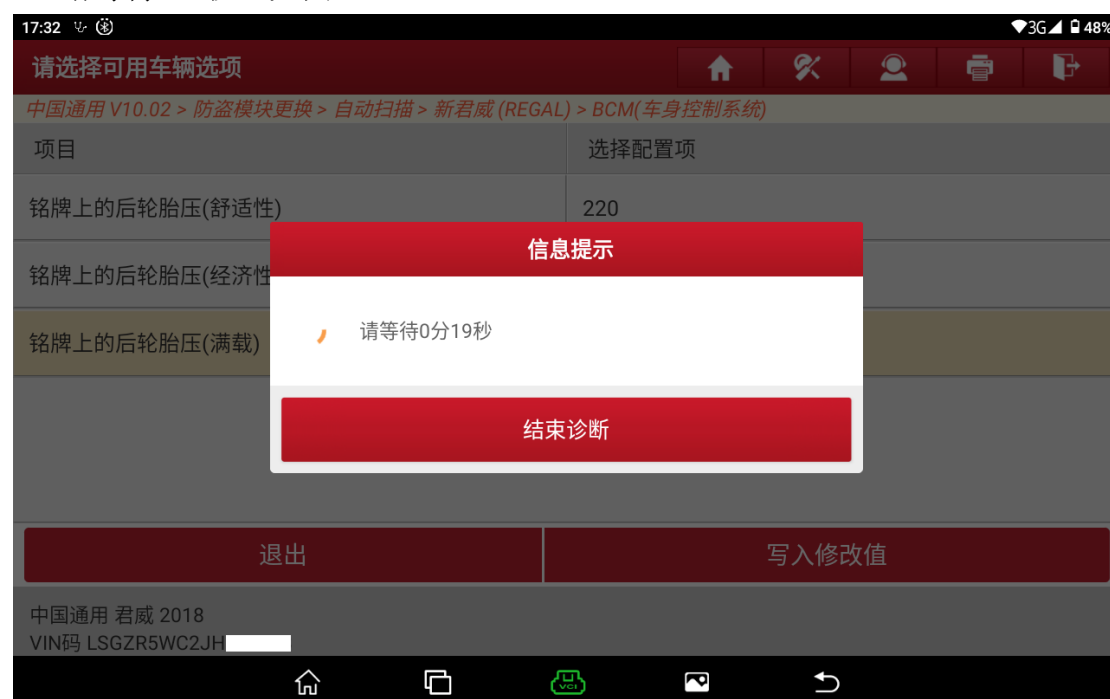 17:32 3G 48%
请选择可用车辆选项
中国通用 V10.02 > 防盗模块更换 > 自动扫描 > 新君威 (REGAL) > BCM(车身控制系统)
项目 选择配置项
铭牌上的后轮胎压(舒适性) 220
信息提示
铭牌上的后轮胎压(经济性
请等待0分19秒
铭牌上的后轮胎压(满载)
结束诊断
退出 写入修改值
中国通用 君威 2018
VIN码 LSGZR5WC2JH
VCI